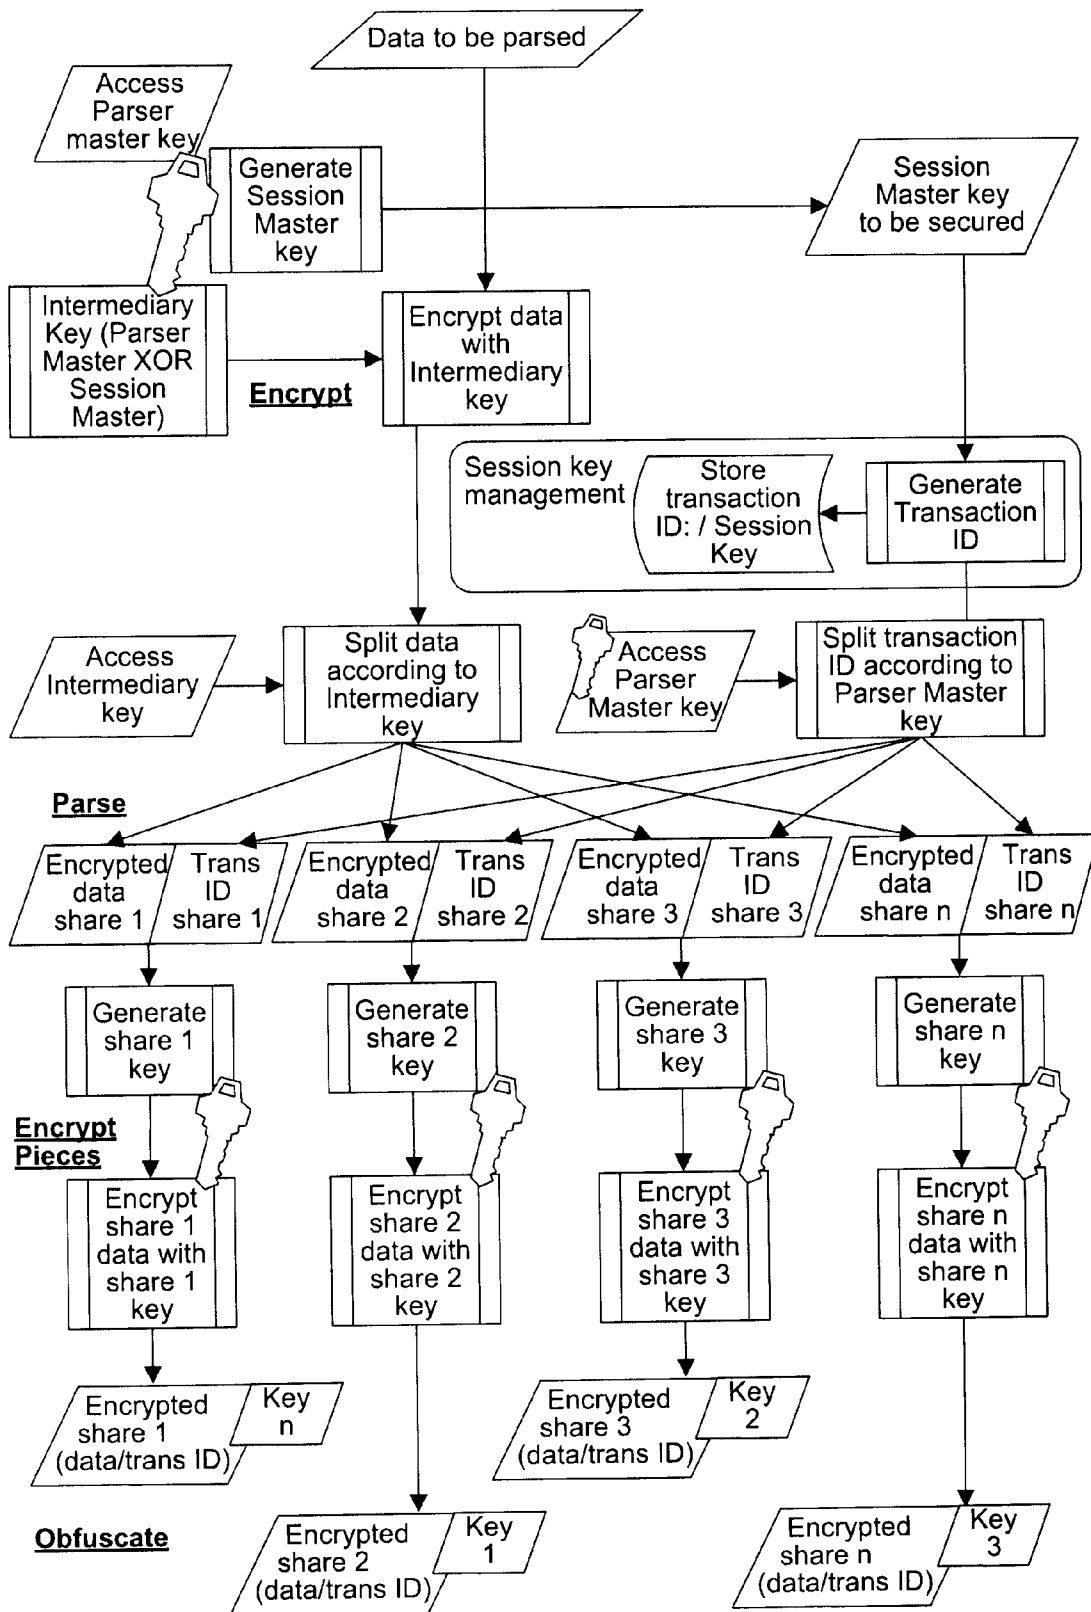 Data to be parsed
Access
Parser
master key
Generate
Session
Master
key
Session
Master key
to be secured
Intermediary
Key (Parser
Master XOR
Session
Master)
Encrypt
Encrypt data
with
Intermediary
key
Session key
management
Store
transaction
ID: / Session
Key
Generate
Transaction
ID
Access
Intermediary
key
Split data
according to
Intermediary
key
Access
Parser
Master key
Split transaction
ID according to
Parser Master
key
Parse
Encrypted
data
share 1
Trans
ID
share 1
Encrypted
data
share 2
Trans
ID
share 2
Encrypted
data
share 3
Trans
ID
share 3
Encrypted
data
share n
Trans
ID
share n
Generate
share 1
key
Generate
share 2
key
Generate
share 3
key
Generate
share n
key
Encrypt
Pieces
Encrypt
share 1
data with
share 1
key
Encrypt
share 2
data with
share 2
key
Encrypt
share 3
data with
share 3
key
Encrypt
share n
data with
share n
key
Encrypted
share 1
(data/trans ID)
Key
n
Encrypted
share 3
(data/trans ID)
Key
2
Obfuscate
Encrypted
share 2
(data/trans ID)
Key
1
Encrypted
share n
(data/trans ID)
Key
3